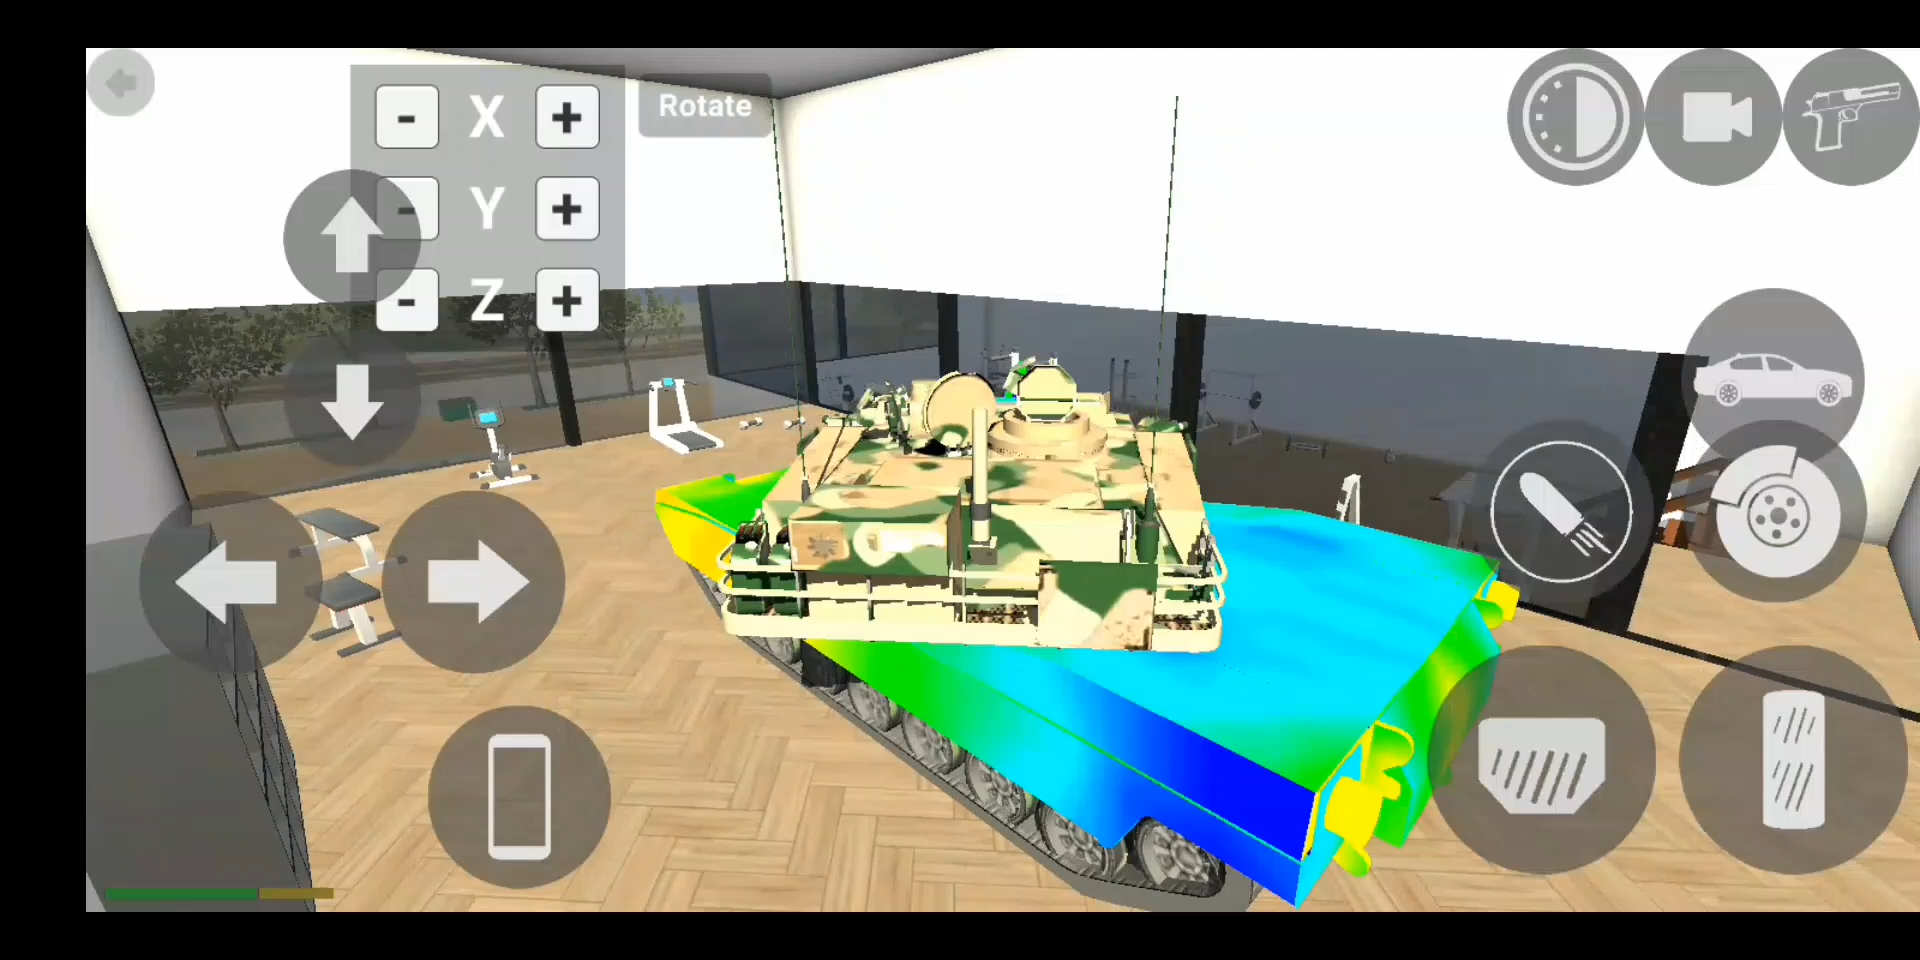 - X +
Rotate
- Y +
- Z +